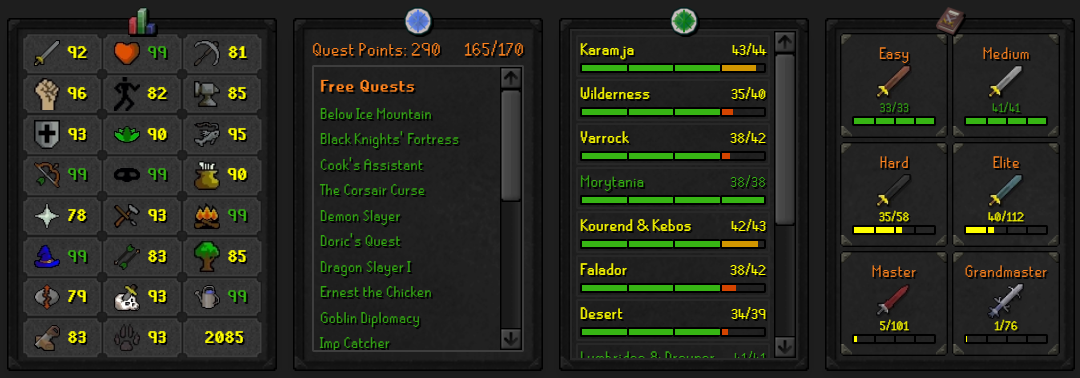 92 99 81
96 82 85
93 90 95
99 99 90
78 93 99
99 83 85
79 93 99
83 93 2085
Quest Points: 290 165/170
Free Quests
Below Ice Mountain
Black Knights' Fortress
Cook's Assistant
The Corsair Curse
Demon Slayer
Doric's Quest
Dragon Slayer I
Ernest the Chicken
Goblin Diplomacy
Imp Catcher
Karamja 43/44
Wilderness 35/40
Varrock 38/42
Morytania 38/38
Kourend & Kebos 42/43
Falador 38/42
Desert 34/39
Lumbridge & Draynor 41/41
Easy
33/33
Medium
41/41
Hard
35/58
Elite
40/112
Master
5/101
Grandmaster
1/76